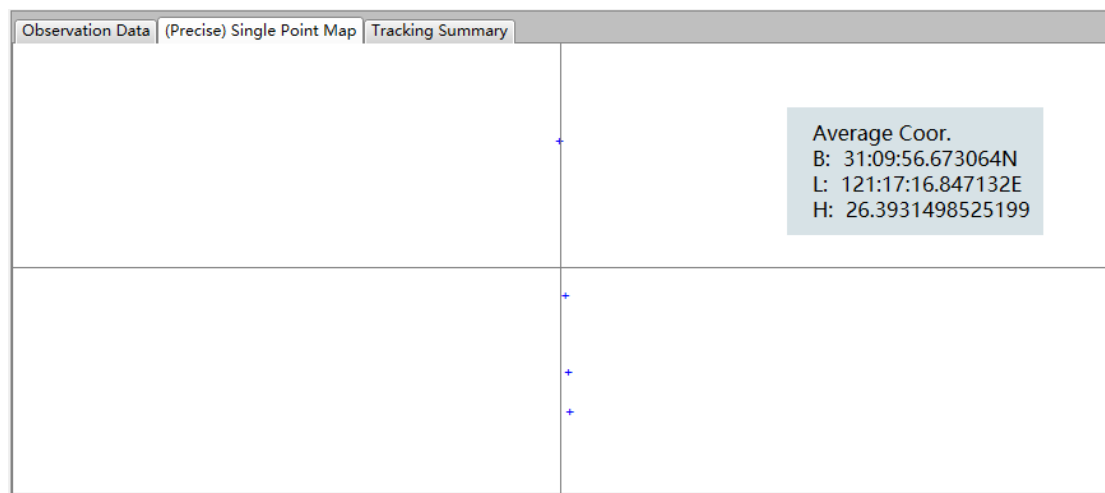 Observation Data (Precise) Single Point Map Tracking Summary
Average Coor.
B: 31:09:56.673064N
L: 121:17:16.847132E
H: 26.3931498525199